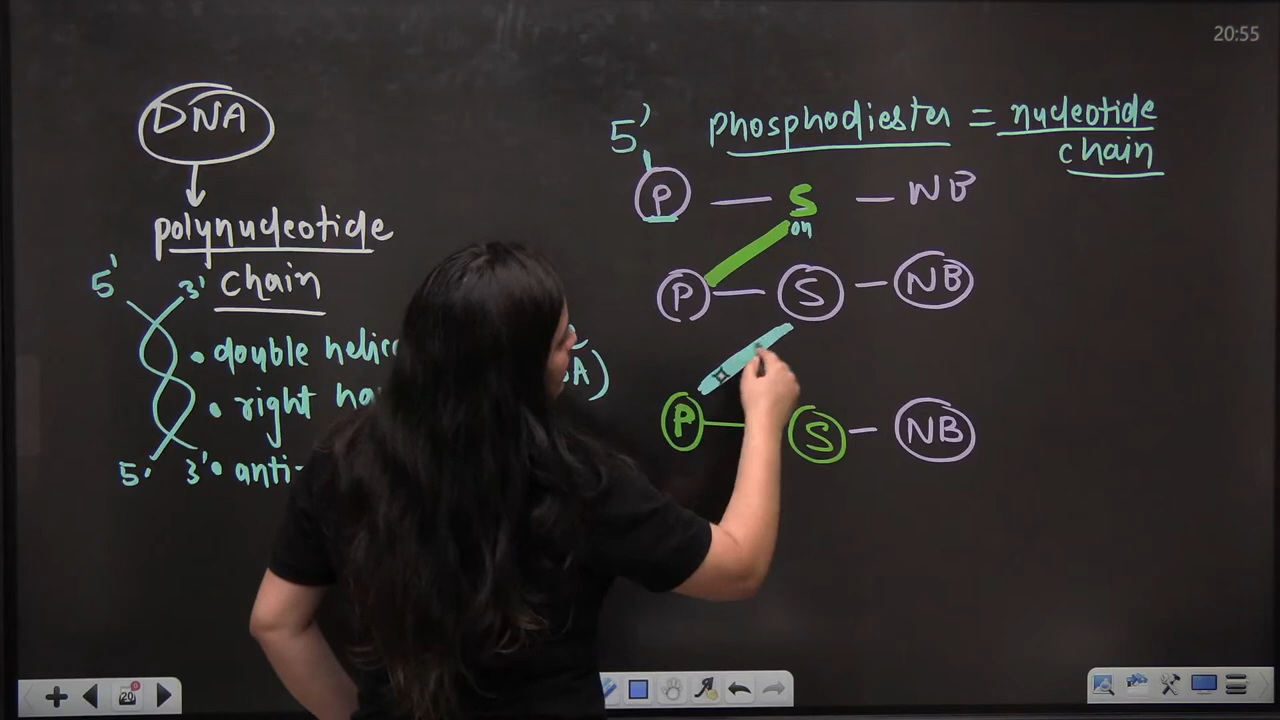 20:55
DNA
polynucleotide
chain
5' 3'
• double helic
• right
5' 3' • anti-
5' phosphodiester = nucleotide
chain
P — S — NB
OH
P — S — NB
P — S — NB
20